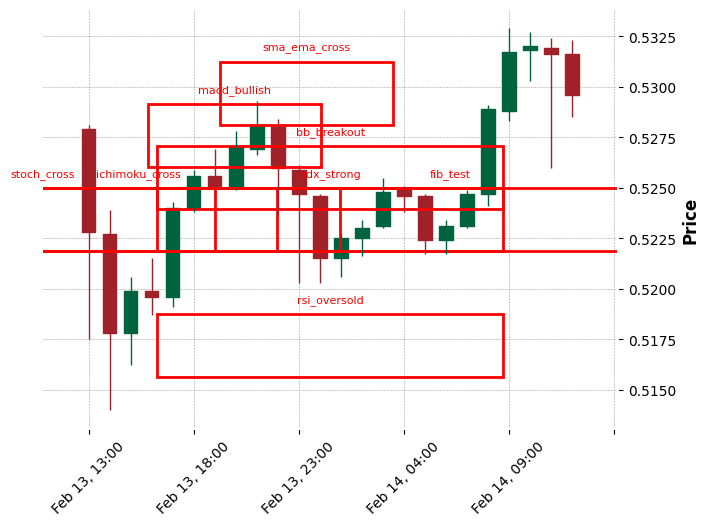 sma_ema_cross
macd_bullish
bb_breakout
stoch_cross
ichimoku_cross
adx_strong
fib_test
rsi_oversold
0.5325
0.5300
0.5275
0.5250
0.5225
0.5200
0.5175
0.5150
Price
Feb 13, 13:00
Feb 13, 18:00
Feb 13, 23:00
Feb 14, 04:00
Feb 14, 09:00